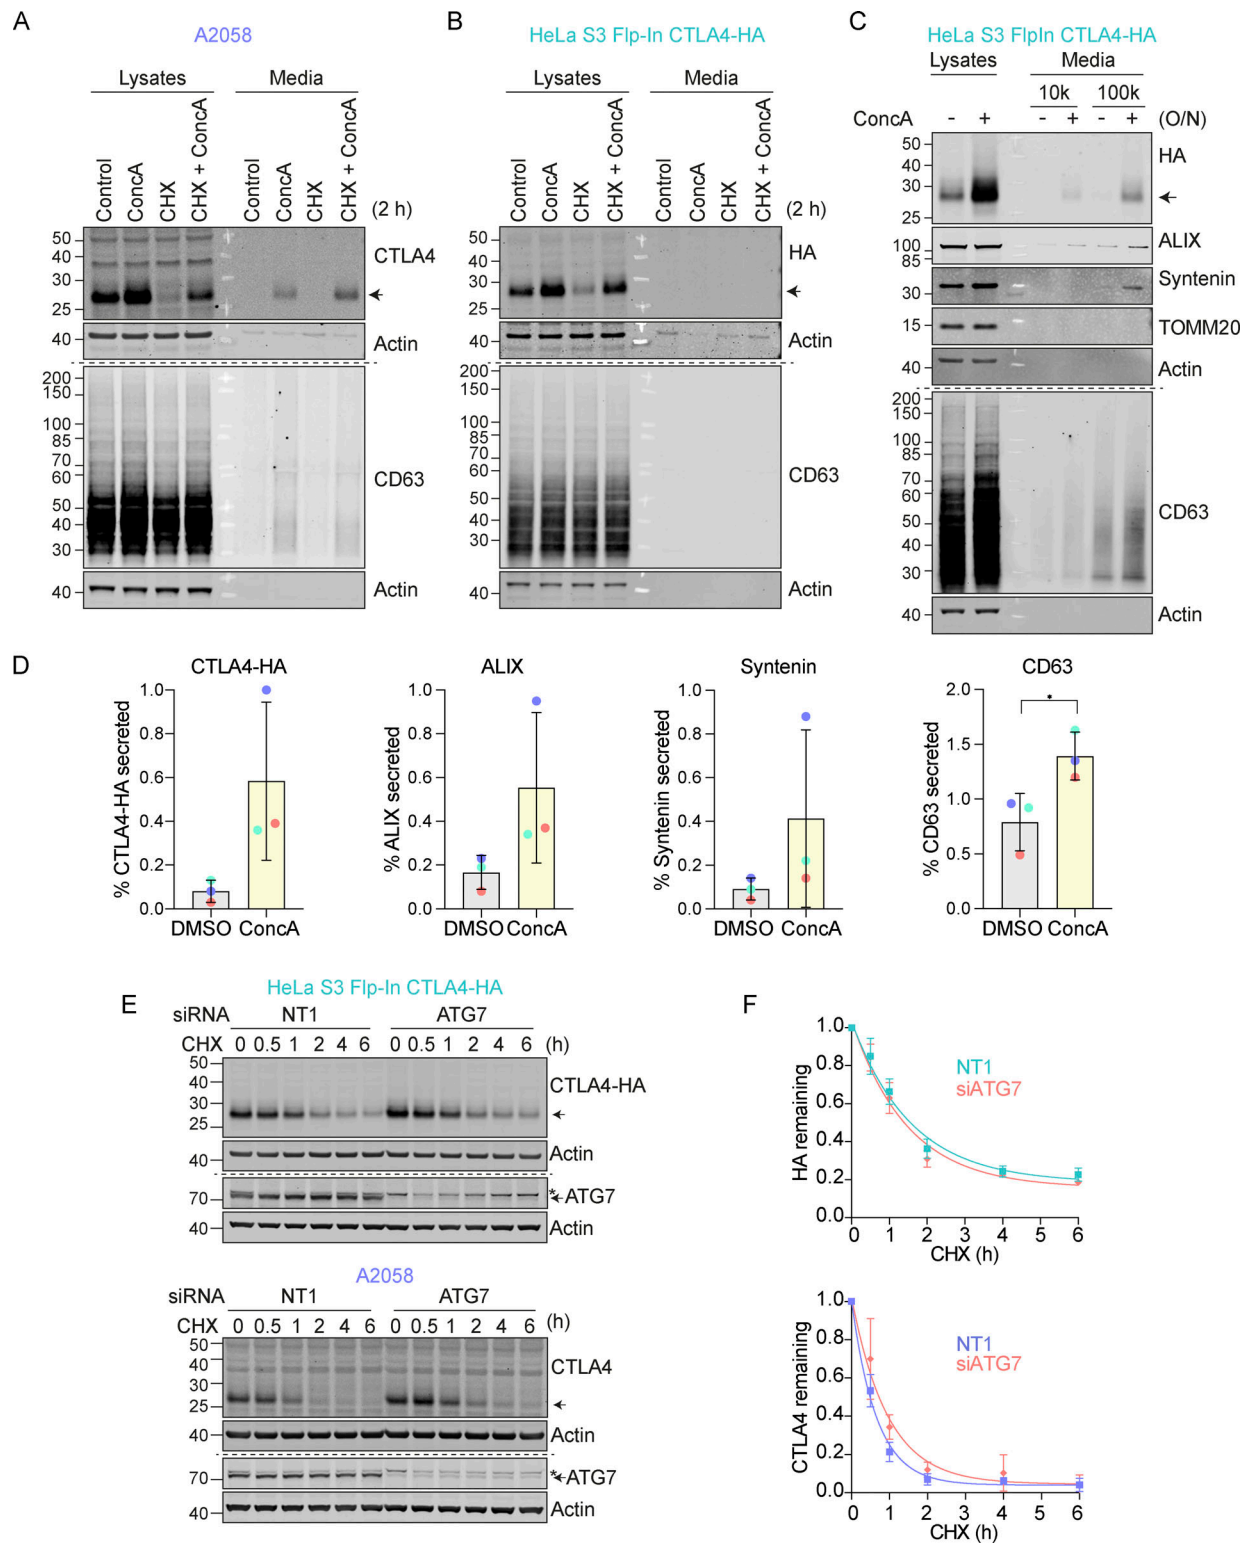 A
A2058
Lysates Media
Control ConcA CHX CHX + ConcA Control ConcA CHX CHX + ConcA (2 h)
50
40
30
25
CTLA4
40
Actin
200
150
100
85
70
60
50
40
30
CD63
40
Actin
B
HeLa S3 Flp-In CTLA4-HA
Lysates Media
Control ConcA CHX CHX + ConcA Control ConcA CHX CHX + ConcA (2 h)
50
40
30
25
HA
40
Actin
200
150
100
85
70
60
50
40
30
CD63
40
Actin
C
HeLa S3 FlpIn CTLA4-HA
Lysates Media
10k 100k
ConcA - + - + - + (O/N)
50
40
30
25
HA
100
85
ALIX
30
Syntenin
15
TOMM20
40
Actin
200
150
100
85
70
60
50
40
30
CD63
40
Actin
D
CTLA4-HA
% CTLA4-HA secreted
1.0
0.8
0.6
0.4
0.2
0.0
DMSO ConcA
ALIX
% ALIX secreted
1.0
0.8
0.6
0.4
0.2
0.0
DMSO ConcA
Syntenin
% Syntenin secreted
1.0
0.8
0.6
0.4
0.2
0.0
DMSO ConcA
CD63
% CD63 secreted
2.0
1.5
1.0
0.5
0.0
*
DMSO ConcA
E
HeLa S3 Flp-In CTLA4-HA
siRNA NT1 ATG7
CHX 0 0.5 1 2 4 6 0 0.5 1 2 4 6 (h)
50
40
30
25
CTLA4-HA
40
Actin
70
*
ATG7
40
Actin
A2058
siRNA NT1 ATG7
CHX 0 0.5 1 2 4 6 0 0.5 1 2 4 6 (h)
50
40
30
25
CTLA4
40
Actin
70
*
ATG7
40
Actin
F
HA remaining
1.0
0.8
0.6
0.4
0.2
0.0
NT1
siATG7
0 1 2 3 4 5 6
CHX (h)
CTLA4 remaining
1.0
0.8
0.6
0.4
0.2
0.0
NT1
siATG7
0 1 2 3 4 5 6
CHX (h)